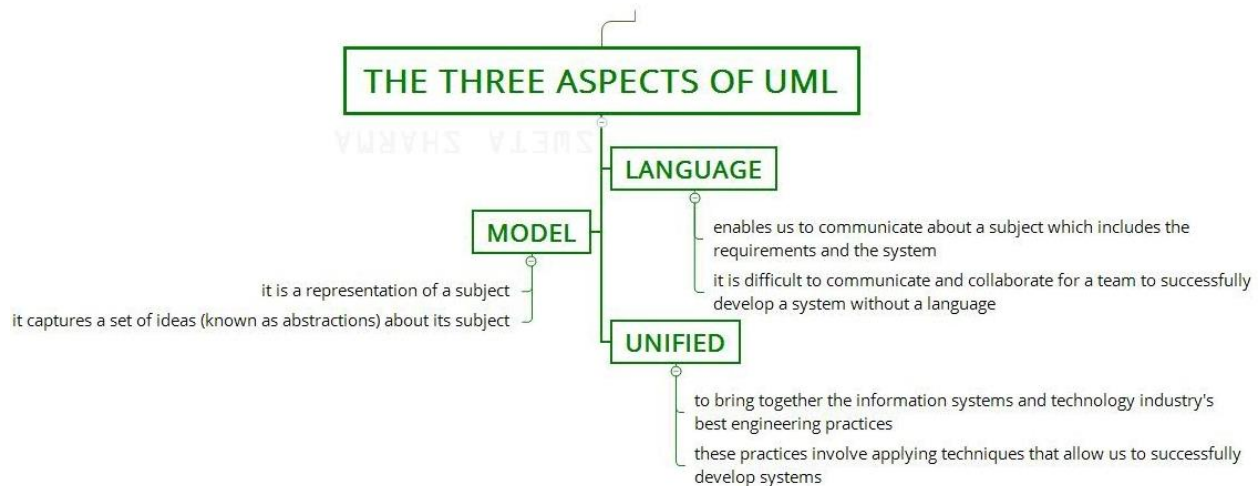 THE THREE ASPECTS OF UML
SWETA SHARMA
LANGUAGE
enables us to communicate about a subject which includes the
requirements and the system
it is difficult to communicate and collaborate for a team to successfully
develop a system without a language
MODEL
it is a representation of a subject
it captures a set of ideas (known as abstractions) about its subject
UNIFIED
to bring together the information systems and technology industry's
best engineering practices
these practices involve applying techniques that allow us to successfully
develop systems